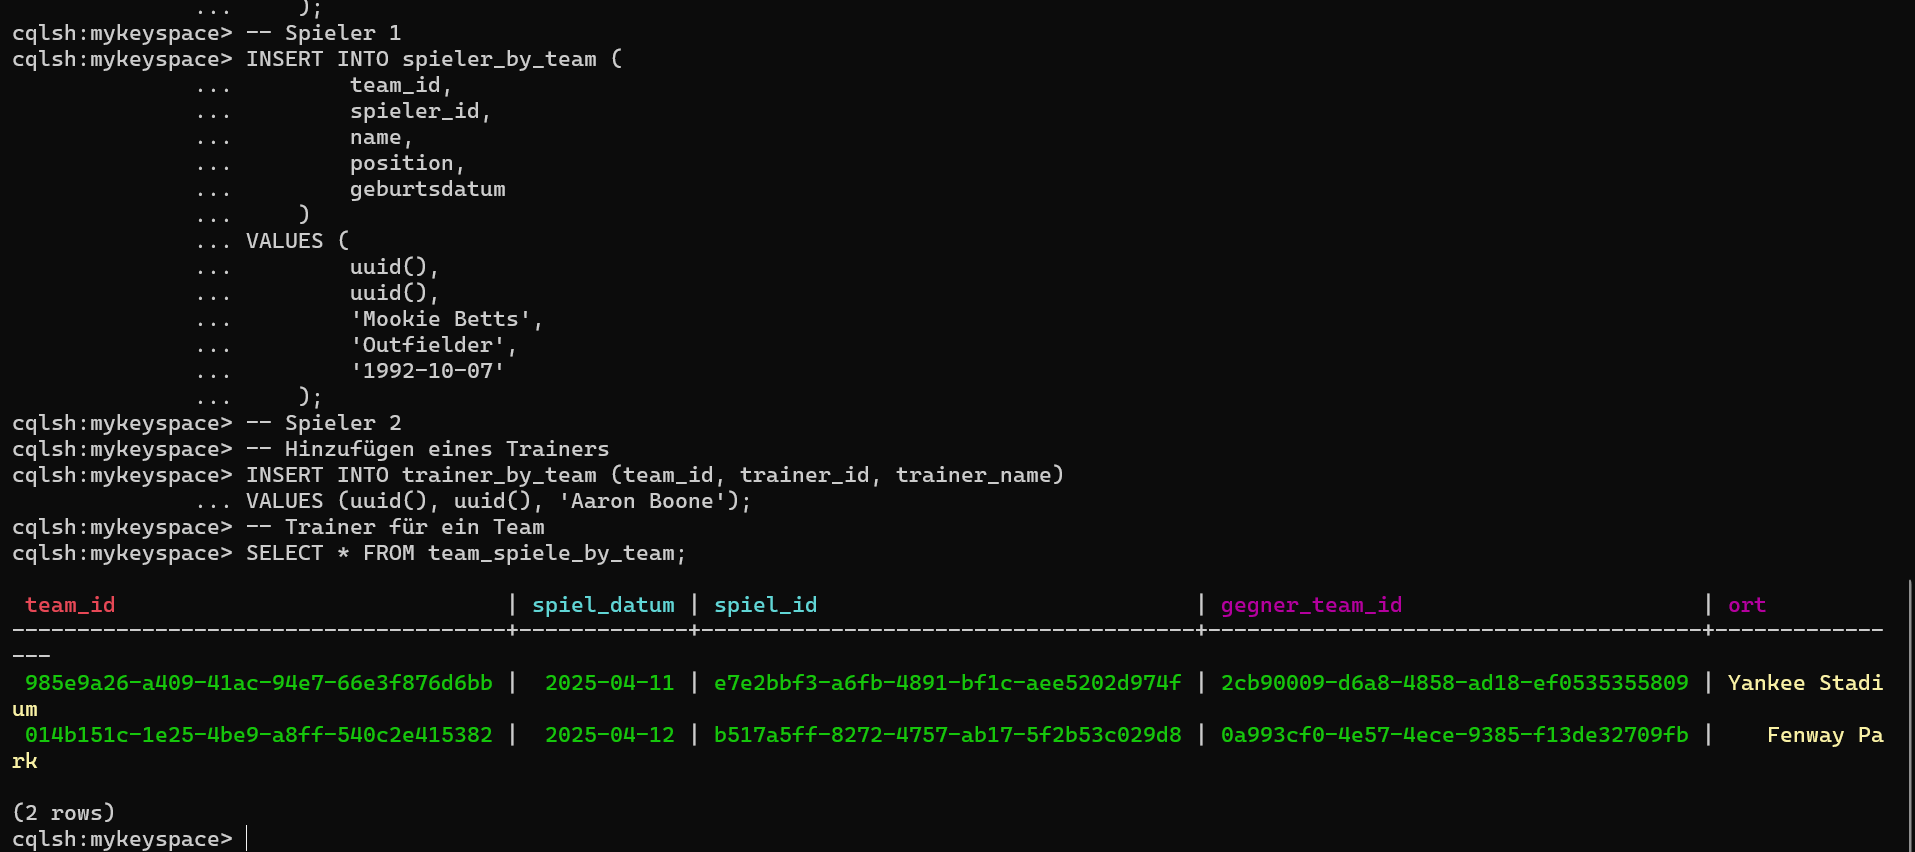 ... );
cqlsh:mykeyspace> -- Spieler 1
cqlsh:mykeyspace> INSERT INTO spieler_by_team (
... team_id,
... spieler_id,
... name,
... position,
... geburtsdatum
... )
... VALUES (
... uuid(),
... uuid(),
... 'Mookie Betts',
... 'Outfielder',
... '1992-10-07'
... );
cqlsh:mykeyspace> -- Spieler 2
cqlsh:mykeyspace> -- Hinzufügen eines Trainers
cqlsh:mykeyspace> INSERT INTO trainer_by_team (team_id, trainer_id, trainer_name)
... VALUES (uuid(), uuid(), 'Aaron Boone');
cqlsh:mykeyspace> -- Trainer für ein Team
cqlsh:mykeyspace> SELECT * FROM team_spiele_by_team;
team_id | spiel_datum | spiel_id | gegner_team_id | ort
--------------------------------------+-------------+--------------------------------------+--------------------------------------+-------------
---
985e9a26-a409-41ac-94e7-66e3f876d6bb | 2025-04-11 | e7e2bbf3-a6fb-4891-bf1c-aee5202d974f | 2cb90009-d6a8-4858-ad18-ef0535355809 | Yankee Stadi
um
014b151c-1e25-4be9-a8ff-540c2e415382 | 2025-04-12 | b517a5ff-8272-4757-ab17-5f2b53c029d8 | 0a993cf0-4e57-4ece-9385-f13de32709fb | Fenway Pa
rk
(2 rows)
cqlsh:mykeyspace>